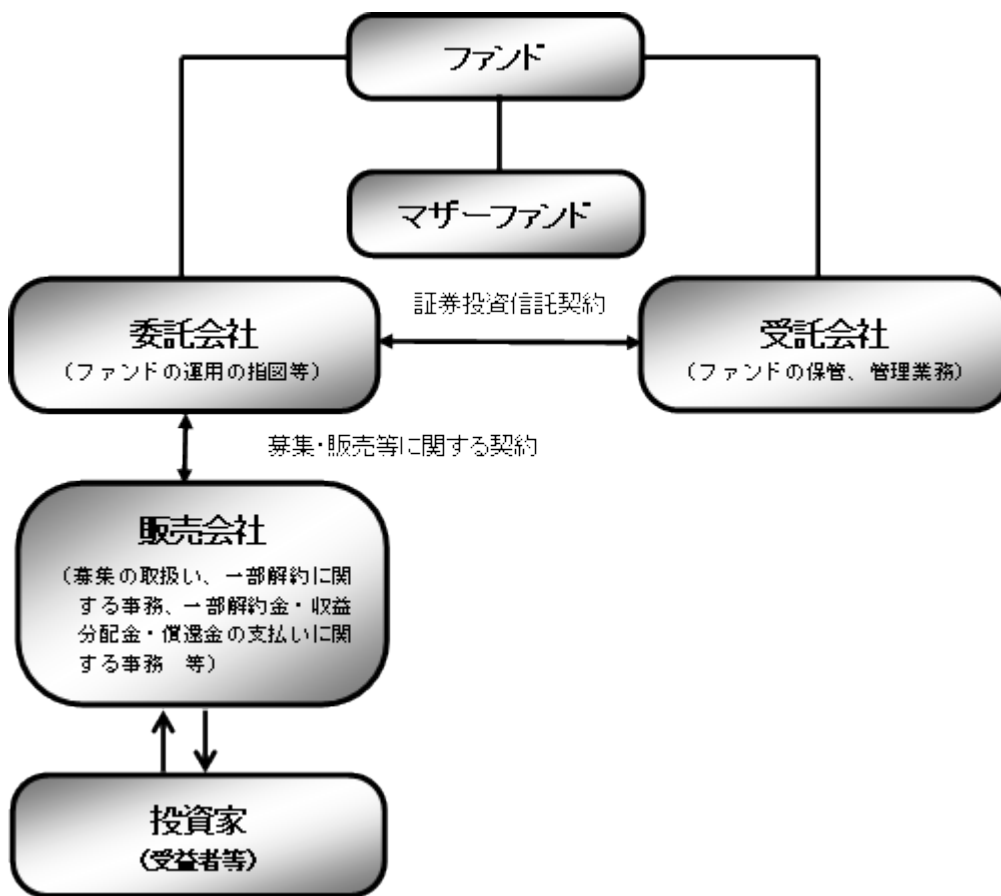 ファンド
マザーファンド
証券投資信託契約
委託会社
（ファンドの運用の指図等）
受託会社
（ファンドの保管、管理業務）
募集・販売等に関する契約
販売会社
（募集の取扱い、一部解約に関
する事務、一部解約金・収益
分配金・償還金の支払いに関
する事務　等）
投資家
（受益者等）